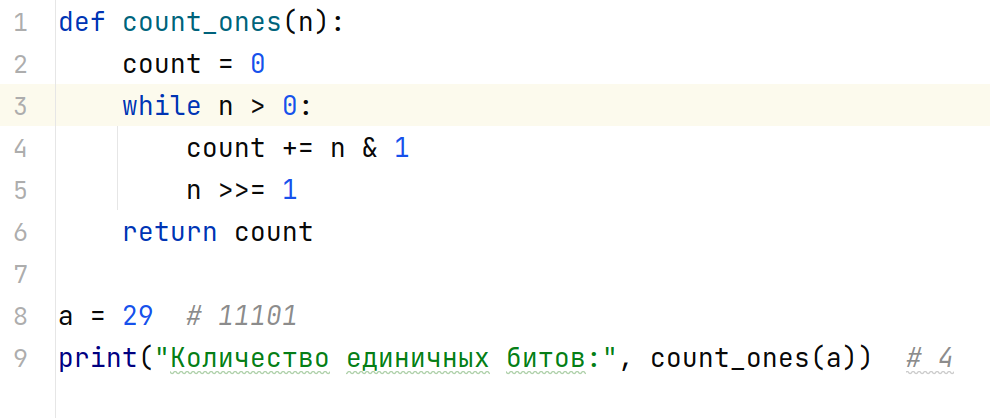 1 def count_ones(n):
2     count = 0
3     while n > 0:
4         count += n & 1
5         n >>= 1
6     return count
7
8 a = 29  # 11101
9 print("Количество единичных битов:", count_ones(a))  # 4